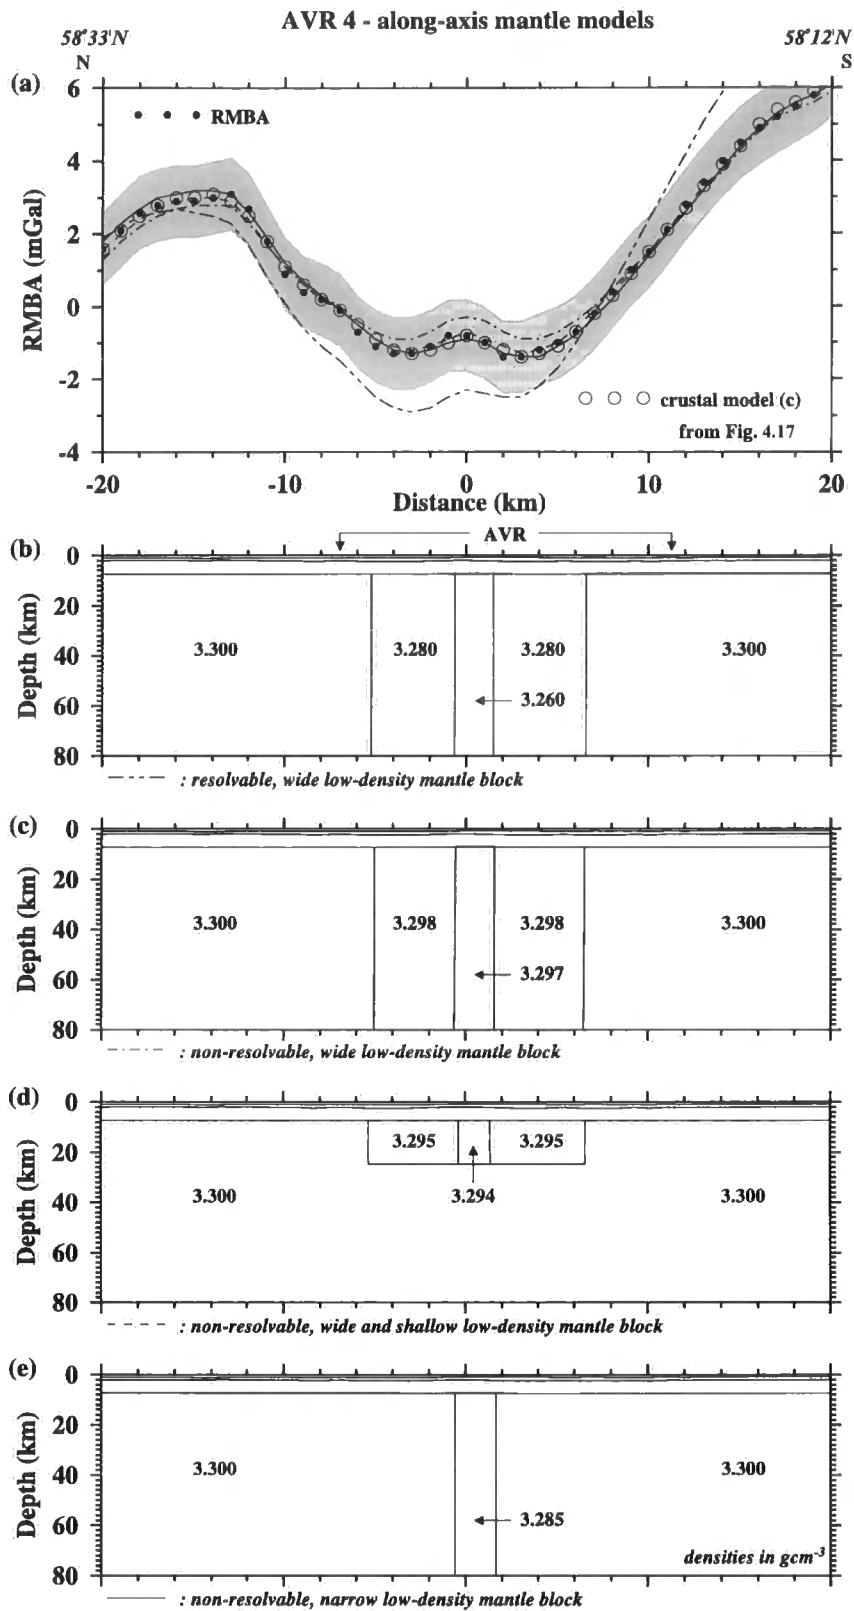 AVR 4 - along-axis mantle models
58°33'N
58°12'N
N
S
(a)
6
4
2
0
-2
-4
RMBA (mGal)
RMBA
crustal model (c)
from Fig. 4.17
-20
-10
0
10
20
Distance (km)
(b)
AVR
0
20
40
60
80
Depth (km)
3.300
3.280
3.280
3.300
3.260
: resolvable, wide low-density mantle block
(c)
0
20
40
60
80
Depth (km)
3.300
3.298
3.298
3.300
3.297
: non-resolvable, wide low-density mantle block
(d)
0
20
40
60
80
Depth (km)
3.295
3.295
3.300
3.294
3.300
: non-resolvable, wide and shallow low-density mantle block
(e)
0
20
40
60
80
Depth (km)
3.300
3.300
3.285
densities in gcm-3
: non-resolvable, narrow low-density mantle block